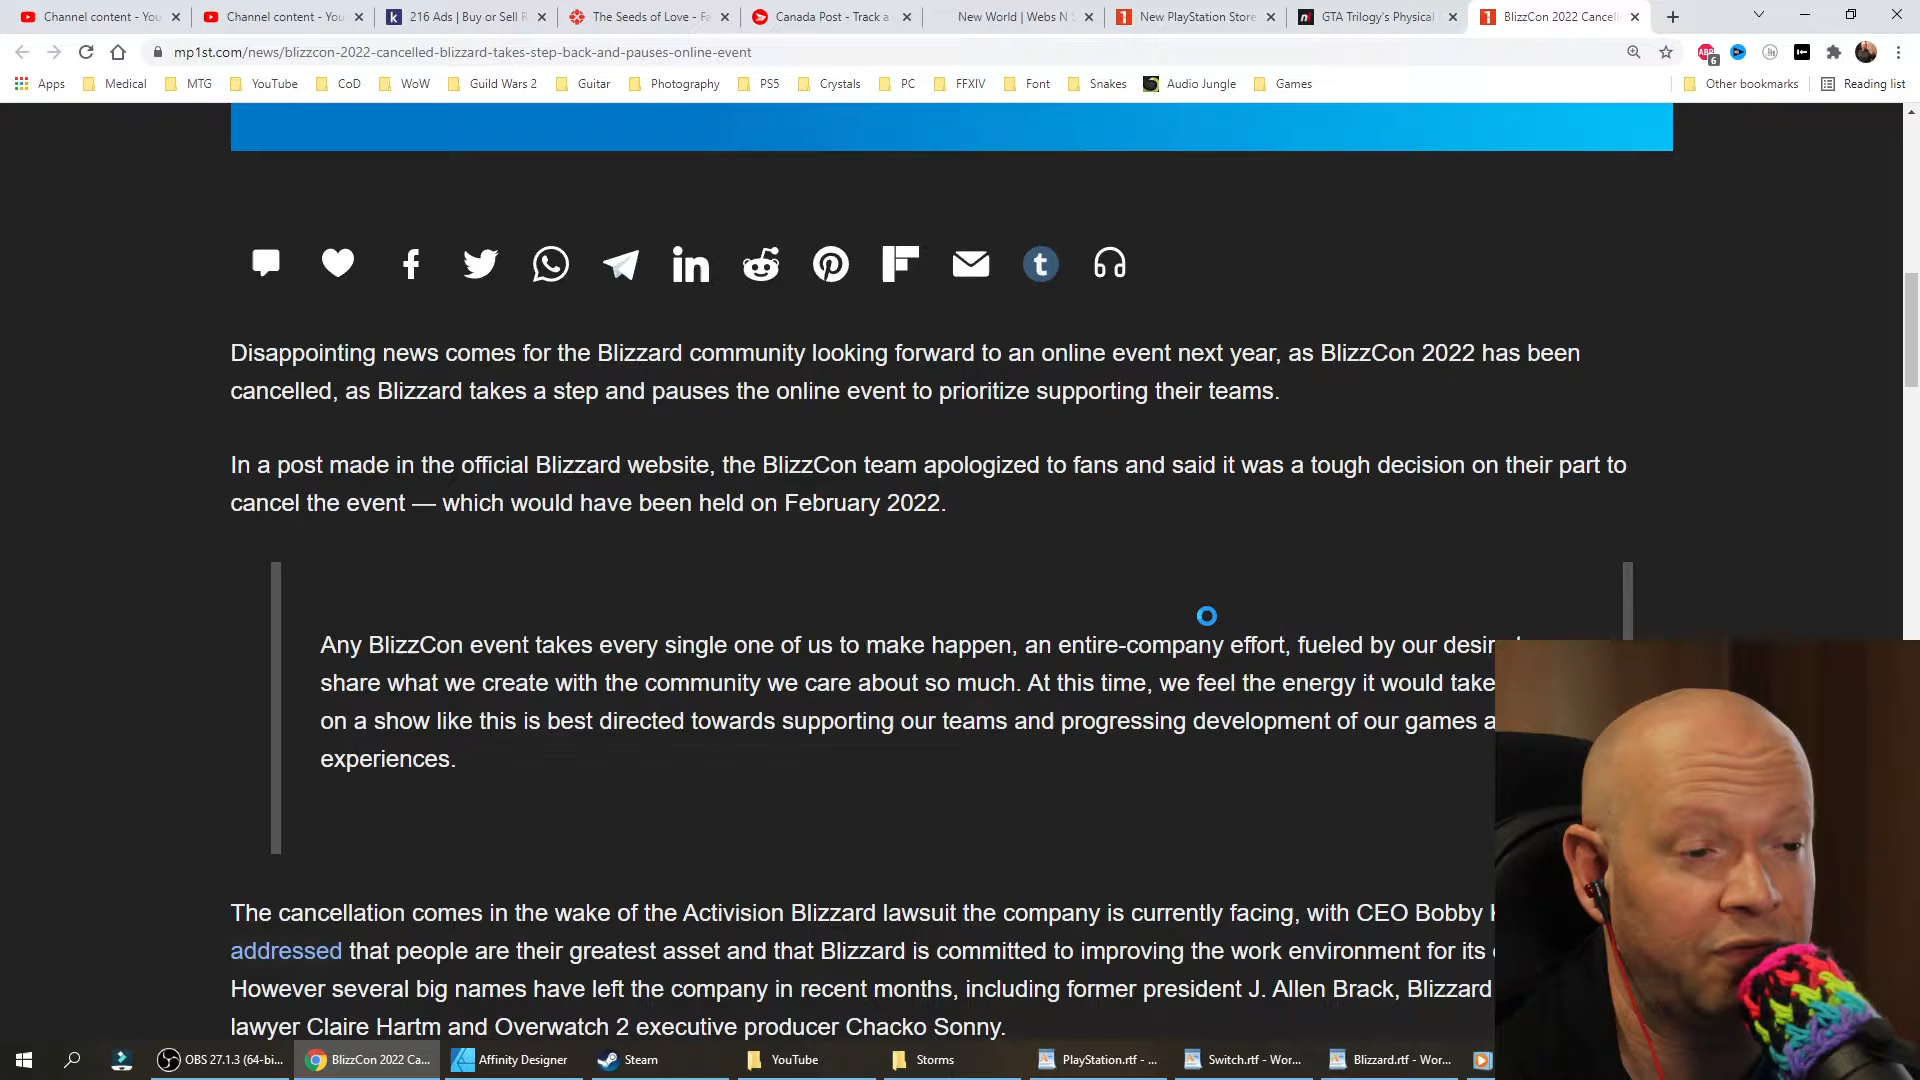 Channel content - You
Channel content - You
216 Ads | Buy or Sell R
The Seeds of Love - Fa
Canada Post - Track a
New World | Webs N S
New PlayStation Store
GTA Trilogy's Physical
BlizzCon 2022 Cancell
mp1st.com/news/blizzcon-2022-cancelled-blizzard-takes-step-back-and-pauses-online-event
ABP
6
Apps
Medical
MTG
YouTube
CoD
WoW
Guild Wars 2
Guitar
Photography
PS5
Crystals
PC
FFXIV
Font
Snakes
Audio Jungle
Games
Other bookmarks
Reading list
Disappointing news comes for the Blizzard community looking forward to an online event next year, as BlizzCon 2022 has been
cancelled, as Blizzard takes a step and pauses the online event to prioritize supporting their teams.
In a post made in the official Blizzard website, the BlizzCon team apologized to fans and said it was a tough decision on their part to
cancel the event — which would have been held on February 2022.
Any BlizzCon event takes every single one of us to make happen, an entire-company effort, fueled by our desir
share what we create with the community we care about so much. At this time, we feel the energy it would take
on a show like this is best directed towards supporting our teams and progressing development of our games a
experiences.
The cancellation comes in the wake of the Activision Blizzard lawsuit the company is currently facing, with CEO Bobby
addressed that people are their greatest asset and that Blizzard is committed to improving the work environment for its
However several big names have left the company in recent months, including former president J. Allen Brack, Blizzard
lawyer Claire Hartm and Overwatch 2 executive producer Chacko Sonny.
OBS 27.1.3 (64-bi...
BlizzCon 2022 Ca...
Affinity Designer
Steam
YouTube
Storms
PlayStation.rtf - ...
Switch.rtf - Wor...
Blizzard.rtf - Wor...